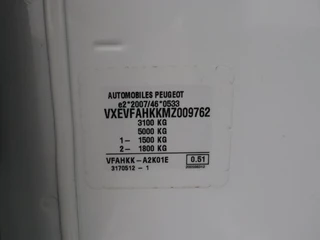 AUTOMOBILES PEUGEOT
e2*2007/46*0533
VXEVFAHKKMZ009762
3100 KG
5000 KG
1- 1500 KG
2- 1800 KG
VFAHKK-A2K01E 0.51
3170512 - 1